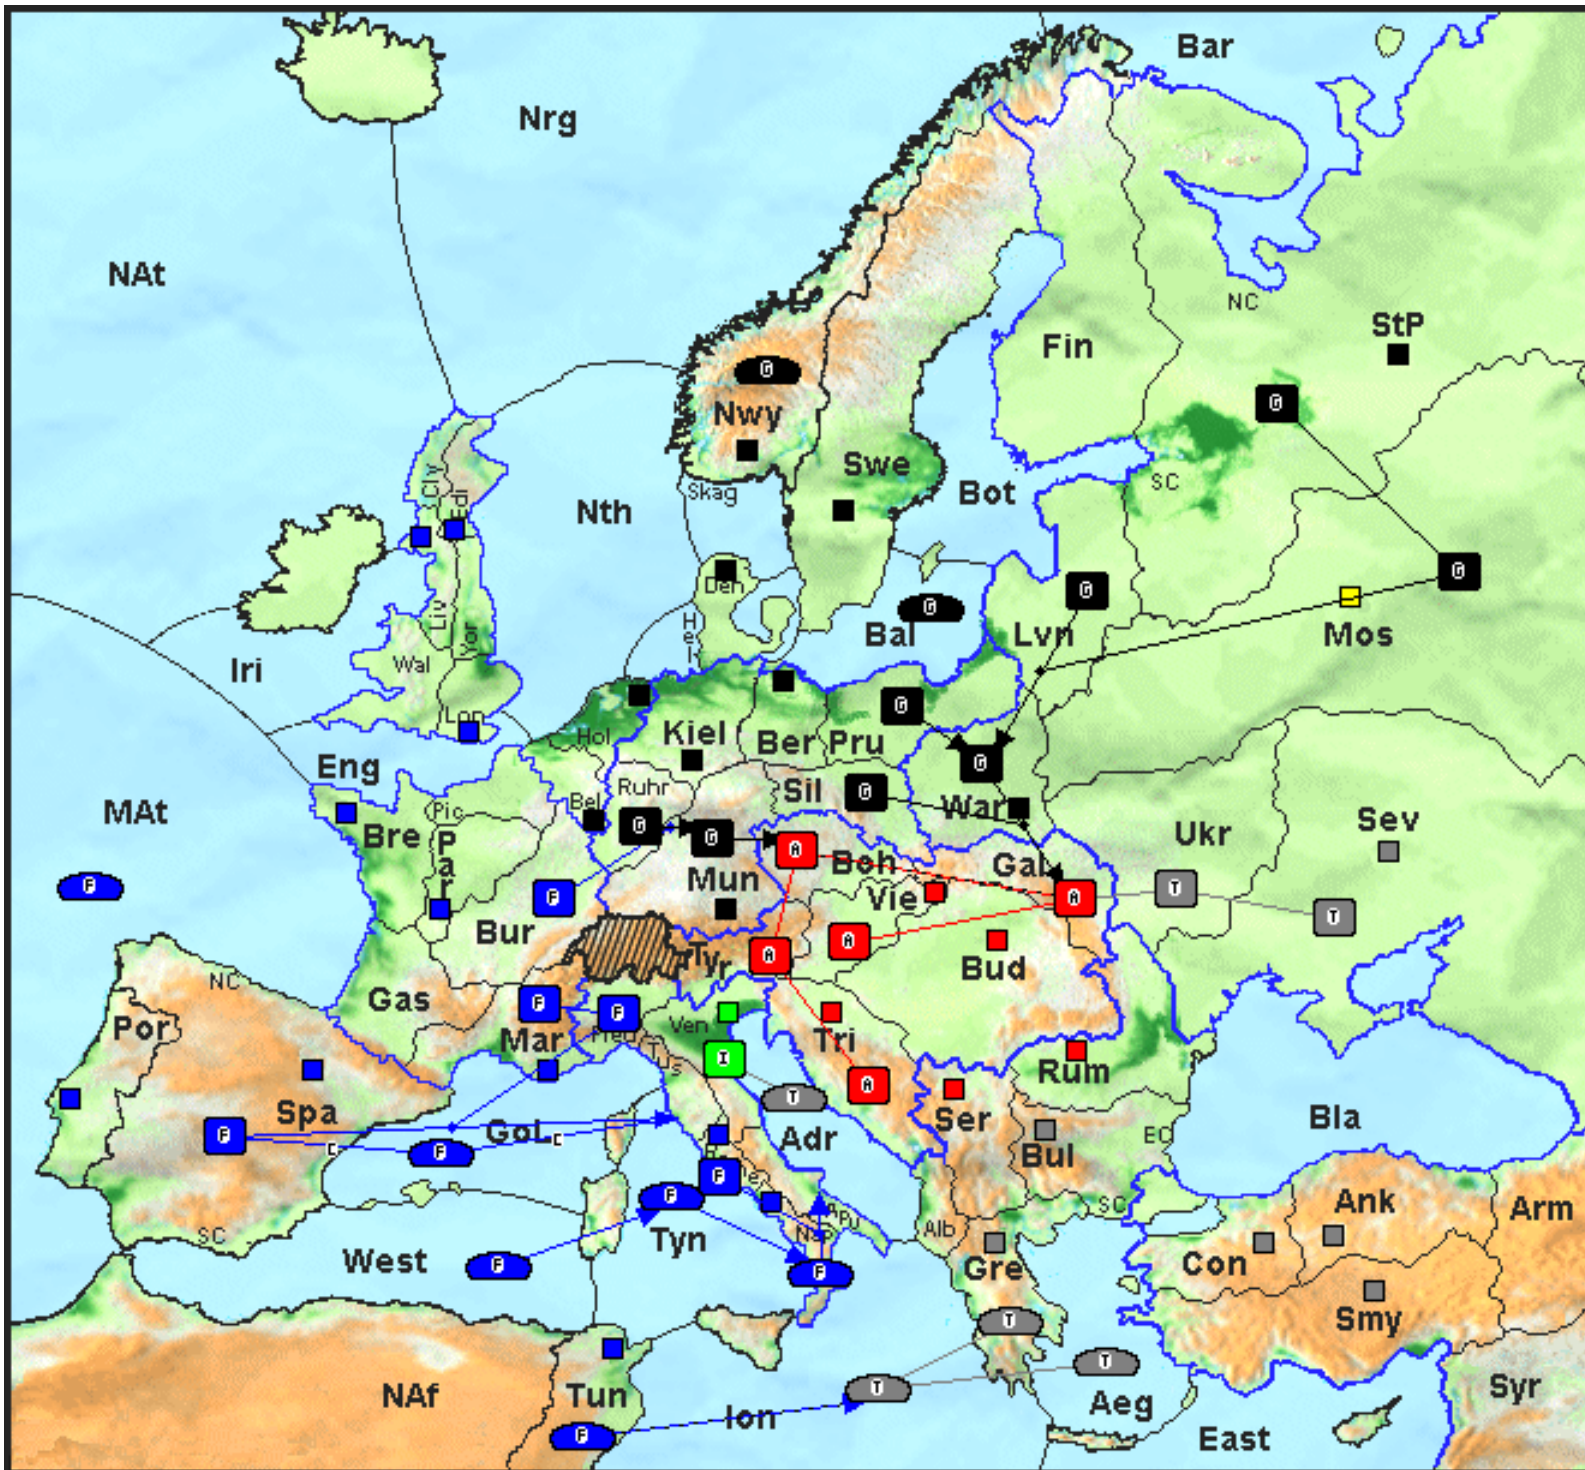 Bar
Nrg
NAt
NC
StP
Fin
Nwy
Swe
Skag
Bot
SC
Nth
Cly
Edi
Den
Hel
Liv
Yor
Wal
Iri
Bal
Lvn
Mos
Lon
Hol
Kiel
Ber
Pru
Eng
Ruhr
Sil
War
Bel
Pic
MAt
Bre
Par
Ukr
Sev
Boh
Gal
Mun
Vie
Bur
Tyr
Bud
NC
Gas
Por
Mar
Pied
Ven
Tus
Tri
Rum
Spa
GoL
Ser
Adr
Bul
EC
Bla
SC
Alb
Nap
Apu
SC
Ank
Arm
West
Tyn
Gre
Con
Smy
NAf
Tun
Ion
Aeg
East
Syr
G
G
G
G
G
G
G
G
G
G
F
F
F
F
F
F
F
F
F
F
F
A
A
A
A
A
I
T
T
T
T
T
T
C
C